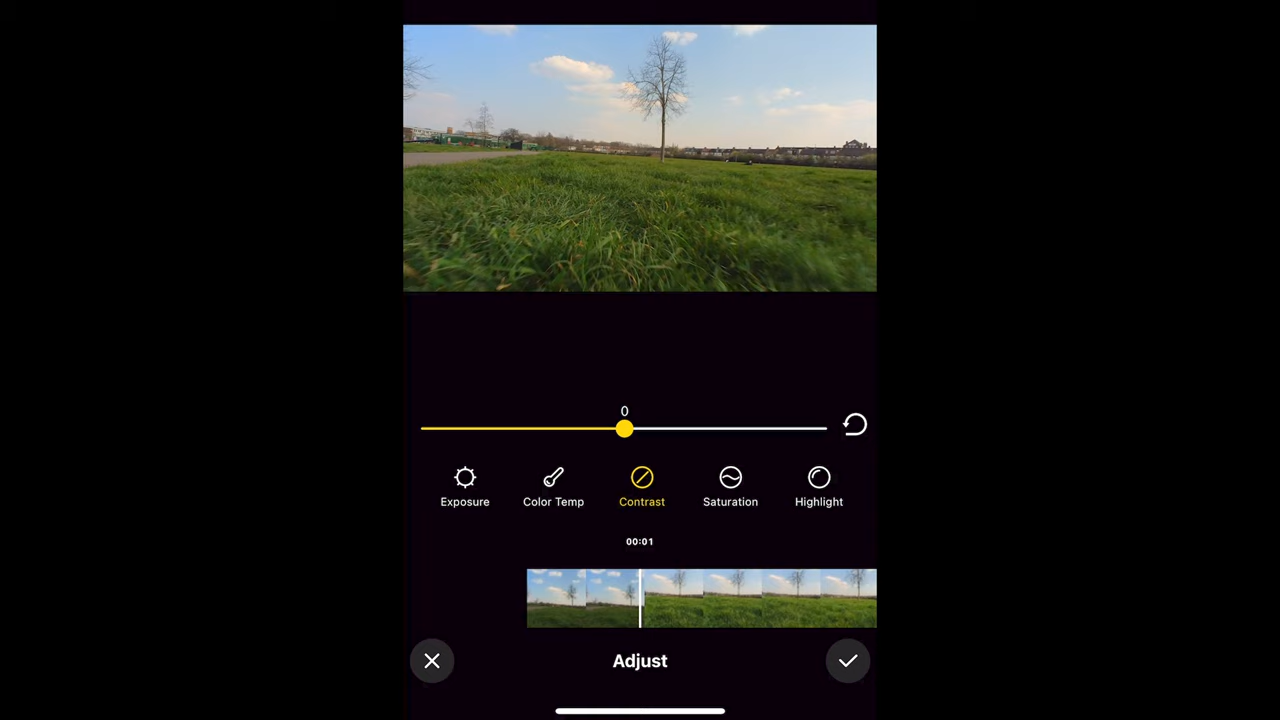 0
Exposure
Color Temp
Contrast
Saturation
Highlight
00:01
Adjust